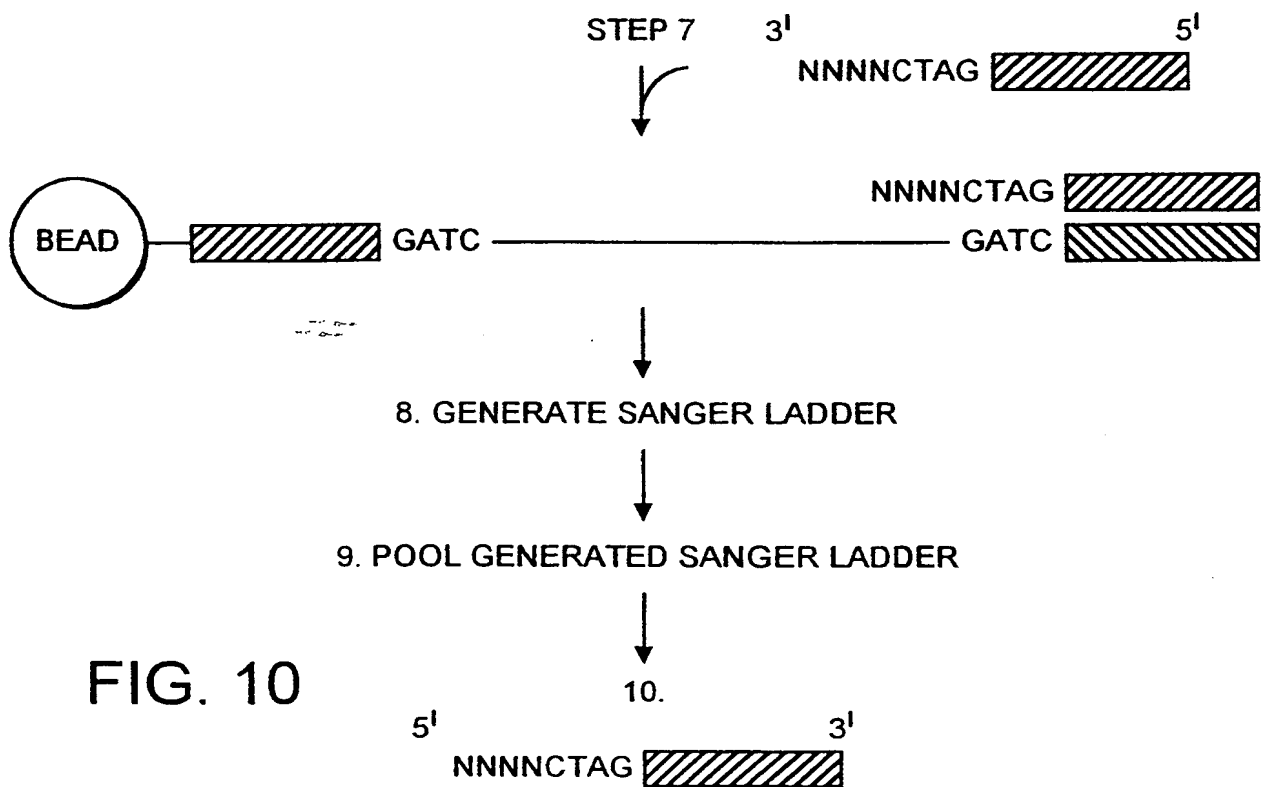 STEP 7 3' 5'
NNNNCTAG
NNNNCTAG
BEAD GATC GATC
8. GENERATE SANGER LADDER
9. POOL GENERATED SANGER LADDER
FIG. 10
10.
5' 3'
NNNNCTAG